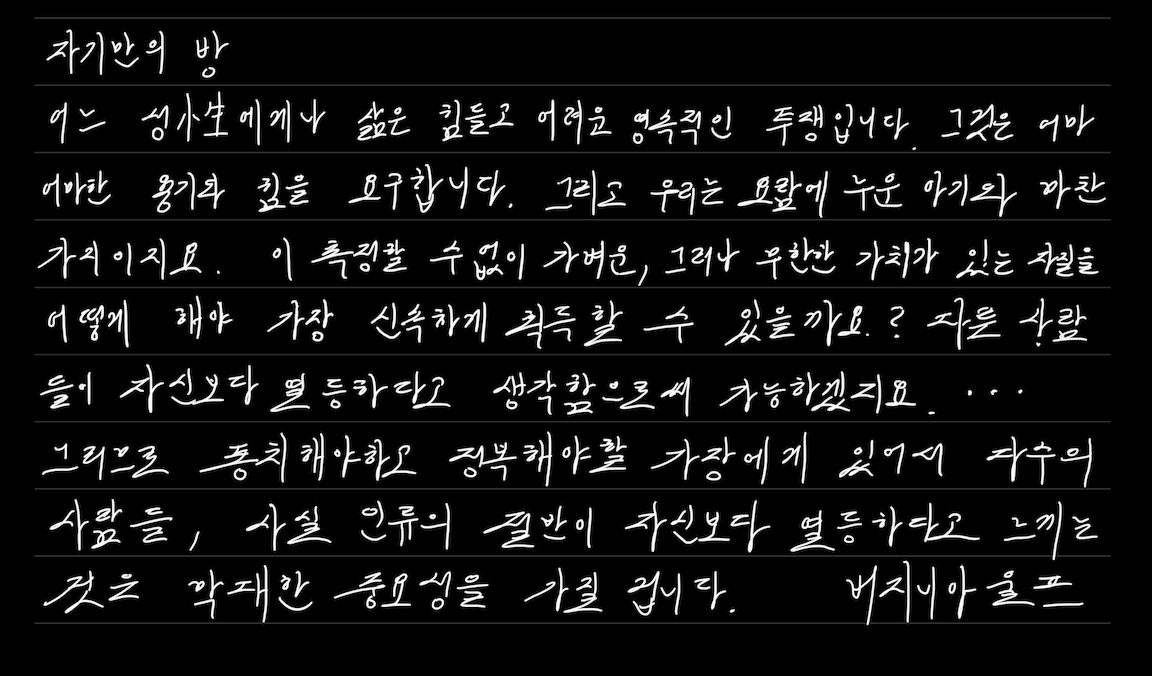 자기만의 방
어느 성에게나 삶은 힘들고 어려운 영속적인 투쟁입니다. 그것은 어마
어마한 용기와 힘을 요구합니다. 그리고 우리는 요람에 누운 아기와 마찬
가지이지요. 이 측정할 수 없이 가벼운, 그러나 무한한 가치가 있는 자질을
어떻게 해야 가장 신속하게 획득할 수 있을까요.? 다른 사람
들이 자신보다 열등하다고 생각함으로써 가능하겠지요. ···
그러므로 통치해야하고 정복해야할 가장에게 있어서 다수의
사람들, 사실 인류의 절반이 자신보다 열등하다고 느끼는
것은 막대한 중요성을 가질 겁니다. 버지니아 울프